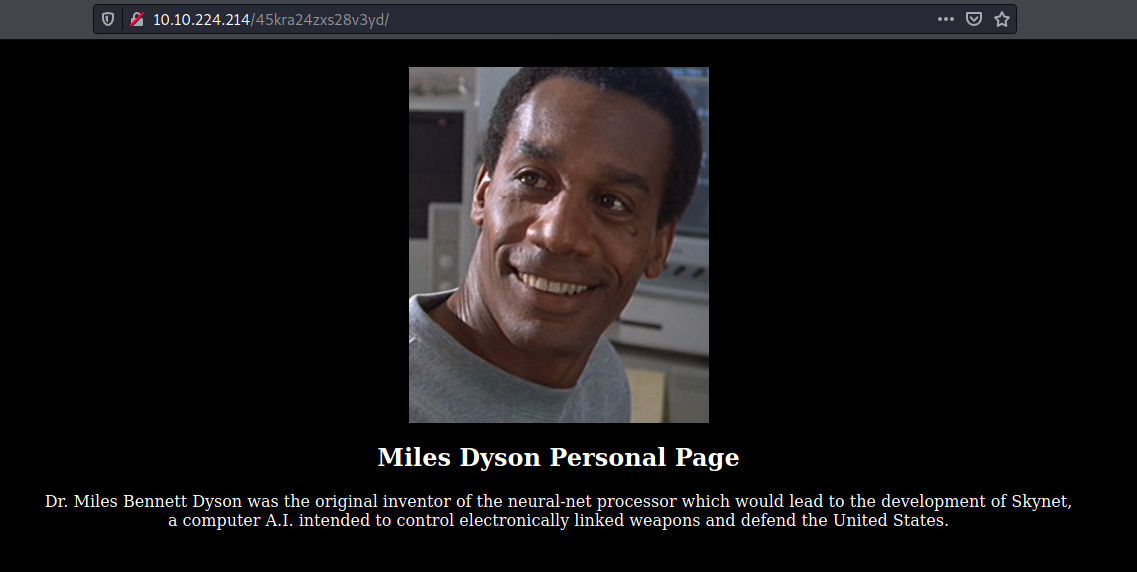 10.10.224.214/45kra24zxs28v3yd/
Miles Dyson Personal Page
Dr. Miles Bennett Dyson was the original inventor of the neural-net processor which would lead to the development of Skynet,
a computer A.I. intended to control electronically linked weapons and defend the United States.